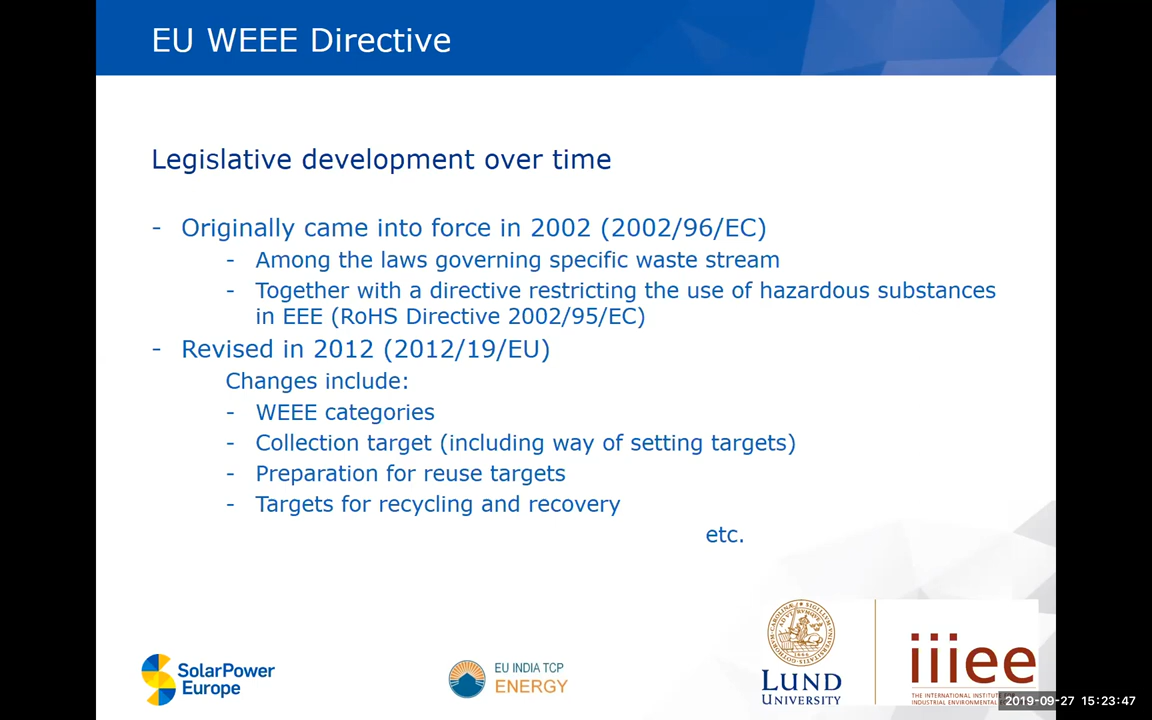 EU WEEE Directive
Legislative development over time
- Originally came into force in 2002 (2002/96/EC)
- Among the laws governing specific waste stream
- Together with a directive restricting the use of hazardous substances
in EEE (RoHS Directive 2002/95/EC)
- Revised in 2012 (2012/19/EU)
Changes include:
- WEEE categories
- Collection target (including way of setting targets)
- Preparation for reuse targets
- Targets for recycling and recovery
etc.
SolarPower
Europe
EU INDIA TCP
ENERGY
LUND
UNIVERSITY
iiiee
THE INTERNATIONAL
INDUSTRIAL ENVIRONMENTAL
2019-09-27 15:23:47